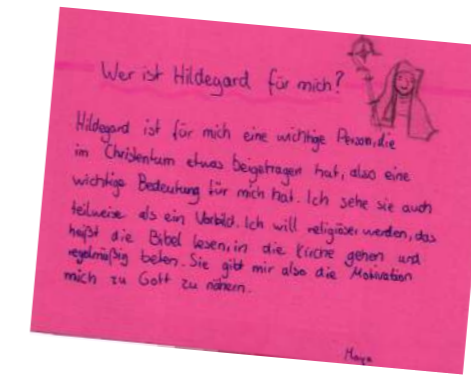 Wer ist Hildegard für mich?
Hildegard ist für mich eine wichtige Person, die
im Christentum etwas beigetragen hat, also eine
wichtige Bedeutung für mich hat. Ich sehe sie auch
teilweise als ein Vorbild. Ich will religiöser werden, das
heißt die Bibel lesen, in die Kirche gehen und
regelmäßig beten. Sie gibt mir also die Motivation
mich zu Gott zu nähern.